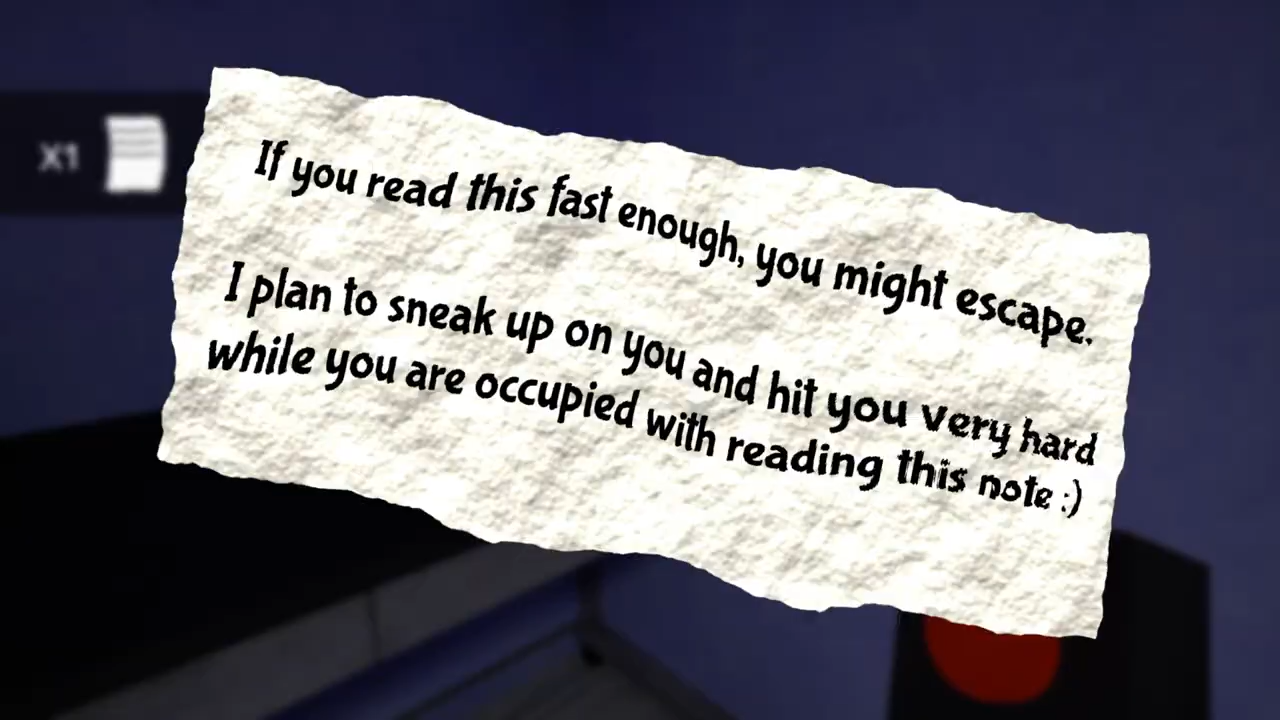 X1
If you read this fast enough, you might escape.
I plan to sneak up on you and hit you very hard
while you are occupied with reading this note :)